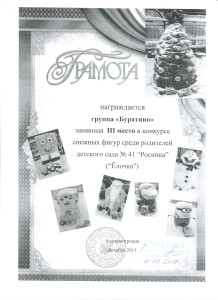 Грамота
награждается
группа «Буратино»
занявшая III место в конкурсе
снежных фигур среди родителей
детского сада № 41 “Росинка”
(“Ёлочка”)
Администрация
Декабрь 2015